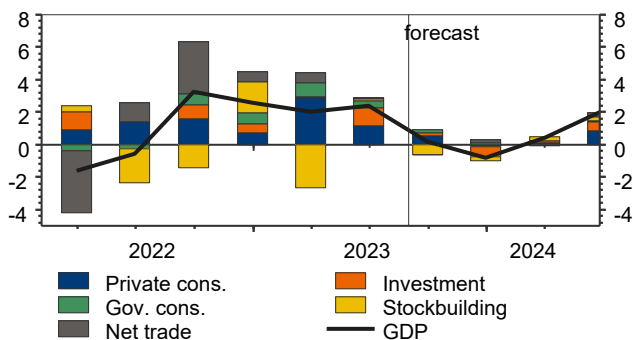 8 8
forecast
6 6
4 4
2 2
0 0
-2 -2
-4 -4
2022 2023 2024
Private cons. Investment
Gov. cons. Stockbuilding
Net trade GDP